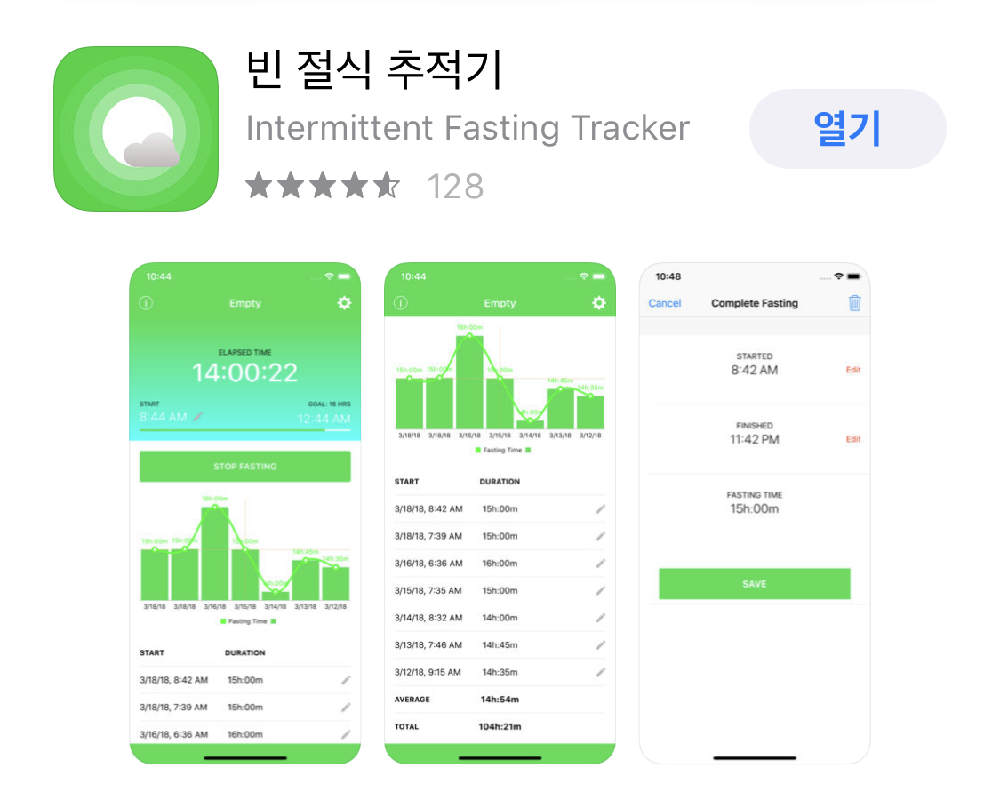 빈 절식 추적기
Intermittent Fasting Tracker
128
열기
10:44
Empty
ELAPSED TIME
14:00:22
START
GOAL: 16 HRS
8:44 AM
12:44 AM
STOP FASTING
16h:00m
15h:00m 15h:00m 15h:00m
14h:45m 14h:35m
14h:00m
3/18/18 3/18/18 3/16/18 3/15/18 3/14/18 3/13/18 3/12/18
Fasting Time
START DURATION
3/18/18, 8:42 AM 15h:00m
3/18/18, 7:39 AM 15h:00m
3/16/18, 6:36 AM 16h:00m
10:44
Empty
16h:00m
15h:00m 15h:00m 15h:00m
14h:45m 14h:35m
14h:00m
3/18/18 3/18/18 3/16/18 3/15/18 3/14/18 3/13/18 3/12/18
Fasting Time
START DURATION
3/18/18, 8:42 AM 15h:00m
3/18/18, 7:39 AM 15h:00m
3/16/18, 6:36 AM 16h:00m
3/15/18, 7:35 AM 15h:00m
3/14/18, 8:32 AM 14h:00m
3/13/18, 7:46 AM 14h:45m
3/12/18, 9:15 AM 14h:35m
AVERAGE 14h:54m
TOTAL 104h:21m
10:48
Cancel Complete Fasting
STARTED
8:42 AM
Edit
FINISHED
11:42 PM
Edit
FASTING TIME
15h:00m
SAVE